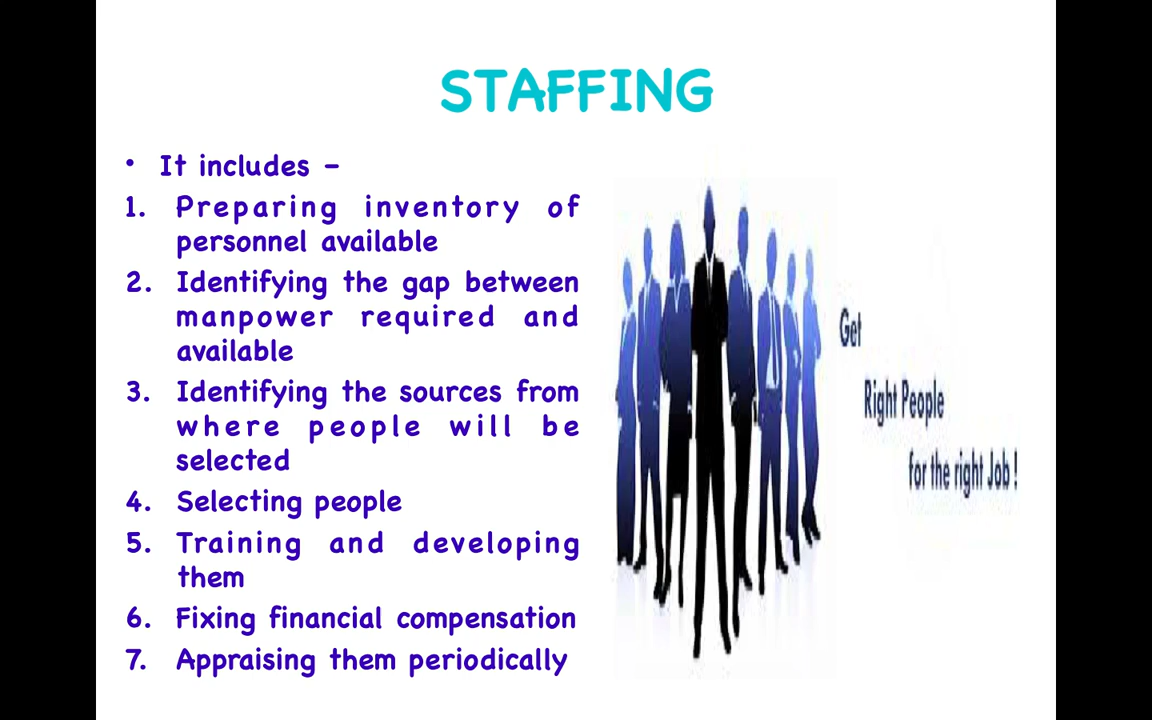 STAFFING
• It includes –
1. Preparing inventory of
personnel available
2. Identifying the gap between
manpower required and
available
3. Identifying the sources from
where people will be
selected
4. Selecting people
5. Training and developing
them
6. Fixing financial compensation
7. Appraising them periodically
Get
Right People
for the right Job !